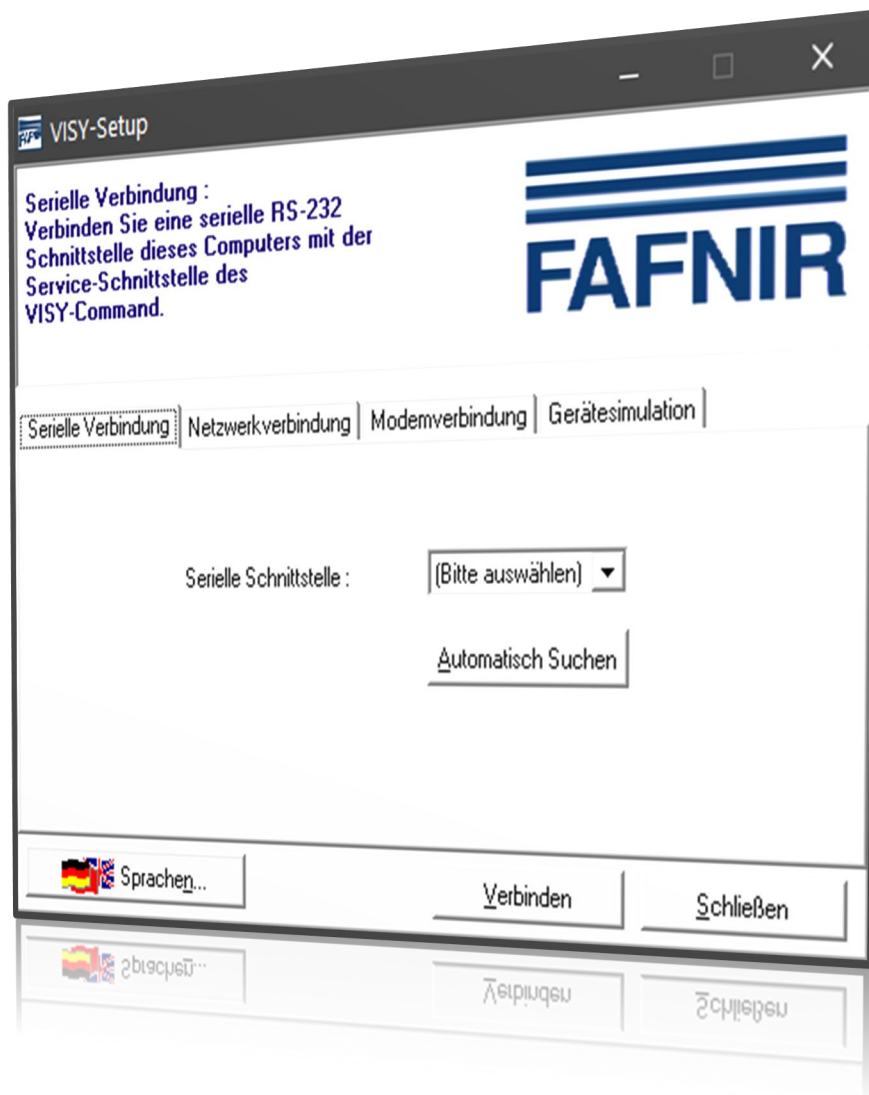 VISY-Setup
Serielle Verbindung :
Verbinden Sie eine serielle RS-232
Schnittstelle dieses Computers mit der
Service-Schnittstelle des
VISY-Command.
FAFNIR
Serielle Verbindung
Netzwerkverbindung
Modemverbindung
Gerätesimulation
Serielle Schnittstelle :
(Bitte auswählen)
Automatisch Suchen
Sprachen...
Verbinden
Schließen